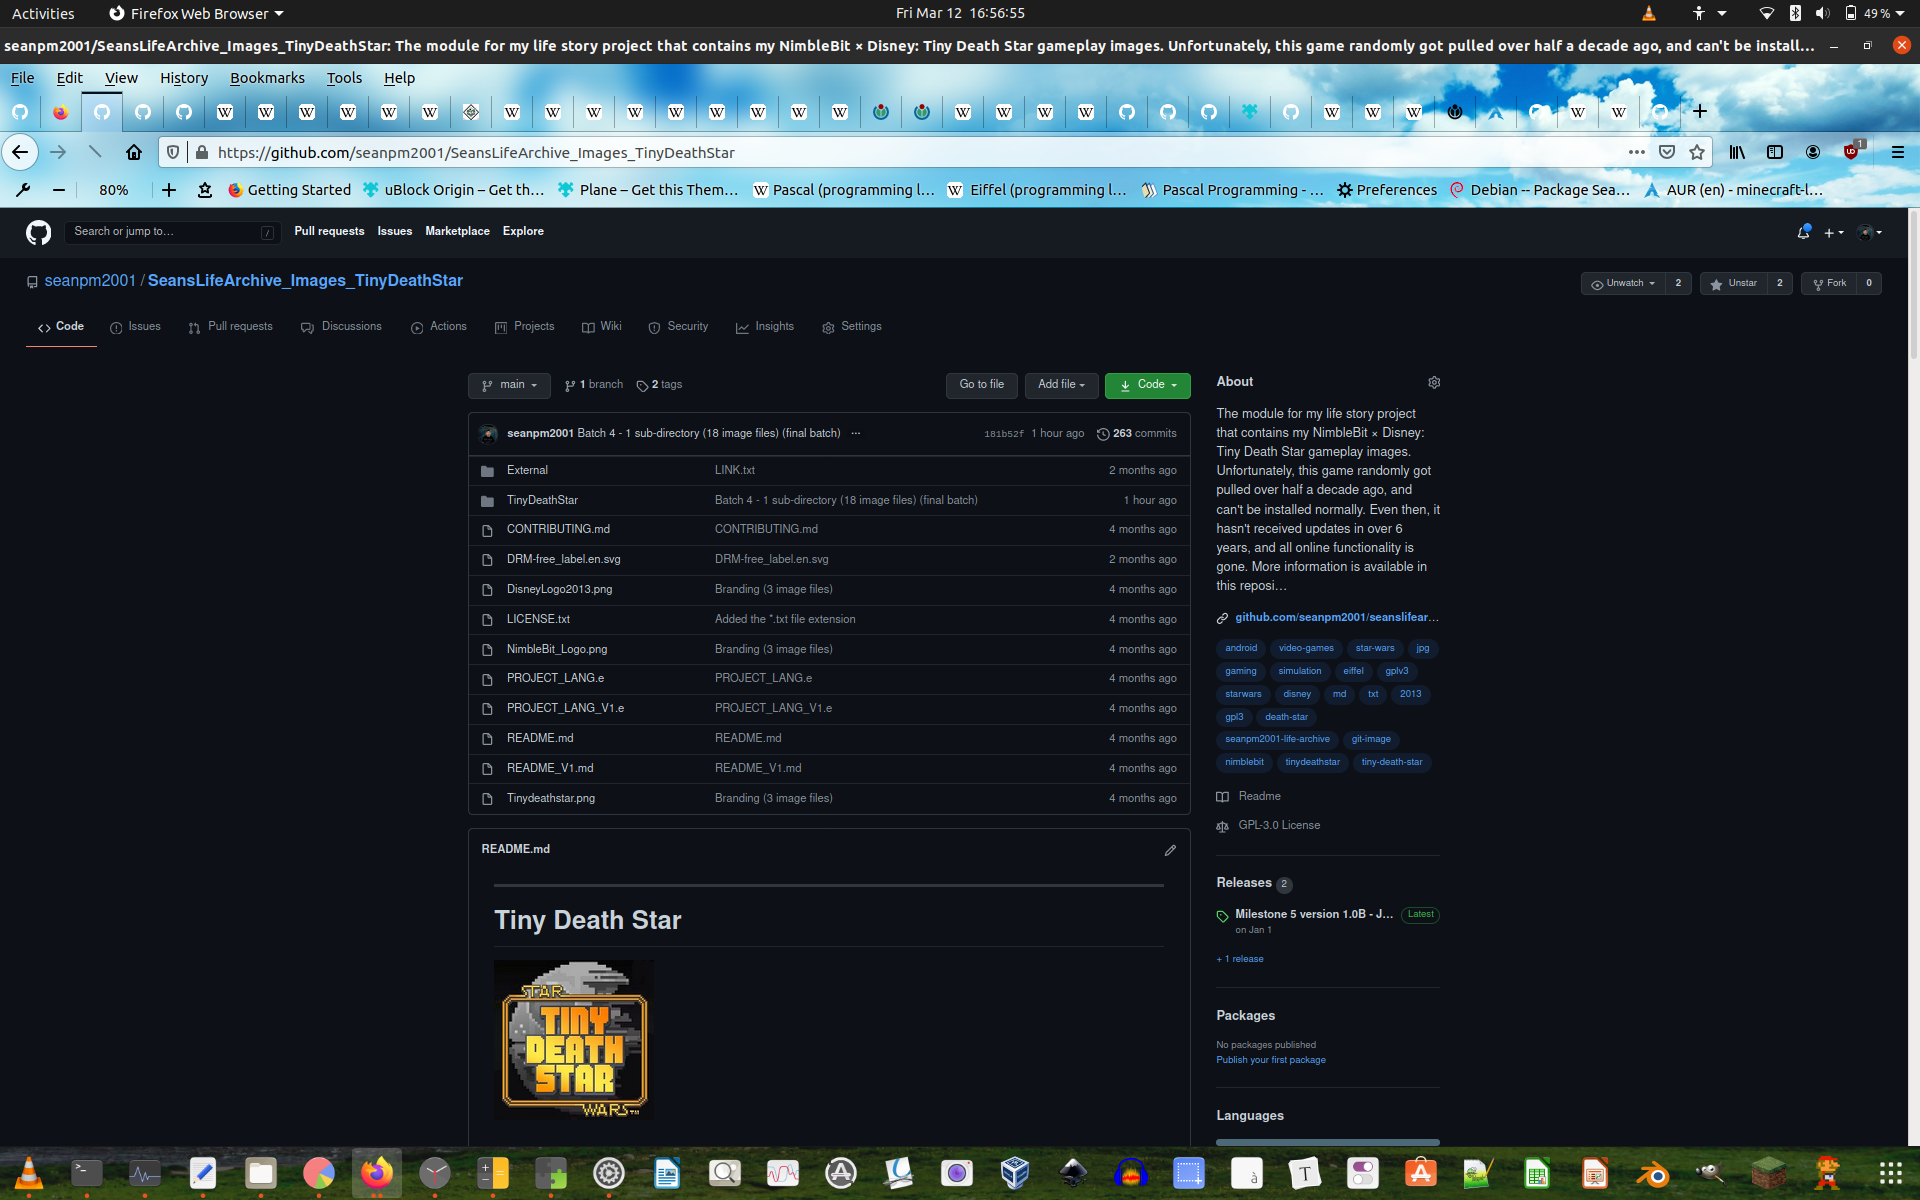 Activities Firefox Web Browser Fri Mar 12 16:56:55 49 %
seanpm2001/SeansLifeArchive_Images_TinyDeathStar: The module for my life story project that contains my NimbleBit × Disney: Tiny Death Star gameplay images. Unfortunately, this game randomly got pulled over half a decade ago, and can't be install…
File Edit View History Bookmarks Tools Help
https://github.com/seanpm2001/SeansLifeArchive_Images_TinyDeathStar 1
80% Getting Started uBlock Origin – Get th… Plane – Get this Them… Pascal (programming l… Eiffel (programming l… Pascal Programming - … Preferences Debian -- Package Sea… AUR (en) - minecraft-l…
Search or jump to… / Pull requests Issues Marketplace Explore
seanpm2001 / SeansLifeArchive_Images_TinyDeathStar Unwatch 2 Unstar 2 Fork 0
Code Issues Pull requests Discussions Actions Projects Wiki Security Insights Settings
main 1 branch 2 tags Go to file Add file Code
seanpm2001 Batch 4 - 1 sub-directory (18 image files) (final batch) … 181b52f 1 hour ago 263 commits
External LINK.txt 2 months ago
TinyDeathStar Batch 4 - 1 sub-directory (18 image files) (final batch) 1 hour ago
CONTRIBUTING.md CONTRIBUTING.md 4 months ago
DRM-free_label.en.svg DRM-free_label.en.svg 2 months ago
DisneyLogo2013.png Branding (3 image files) 4 months ago
LICENSE.txt Added the *.txt file extension 4 months ago
NimbleBit_Logo.png Branding (3 image files) 4 months ago
PROJECT_LANG.e PROJECT_LANG.e 4 months ago
PROJECT_LANG_V1.e PROJECT_LANG_V1.e 4 months ago
README.md README.md 4 months ago
README_V1.md README_V1.md 4 months ago
Tinydeathstar.png Branding (3 image files) 4 months ago
README.md
Tiny Death Star
STAR
TINY
DEATH
STAR
WARS™
About
The module for my life story project
that contains my NimbleBit × Disney:
Tiny Death Star gameplay images.
Unfortunately, this game randomly got
pulled over half a decade ago, and
can't be installed normally. Even then, it
hasn't received updates in over 6
years, and all online functionality is
gone. More information is available in
this reposi…
github.com/seanpm2001/seanslifear…
android video-games star-wars jpg
gaming simulation eiffel gplv3
starwars disney md txt 2013
gpl3 death-star
seanpm2001-life-archive git-image
nimblebit tinydeathstar tiny-death-star
Readme
GPL-3.0 License
Releases 2
Milestone 5 version 1.0B - J… Latest
on Jan 1
+ 1 release
Packages
No packages published
Publish your first package
Languages